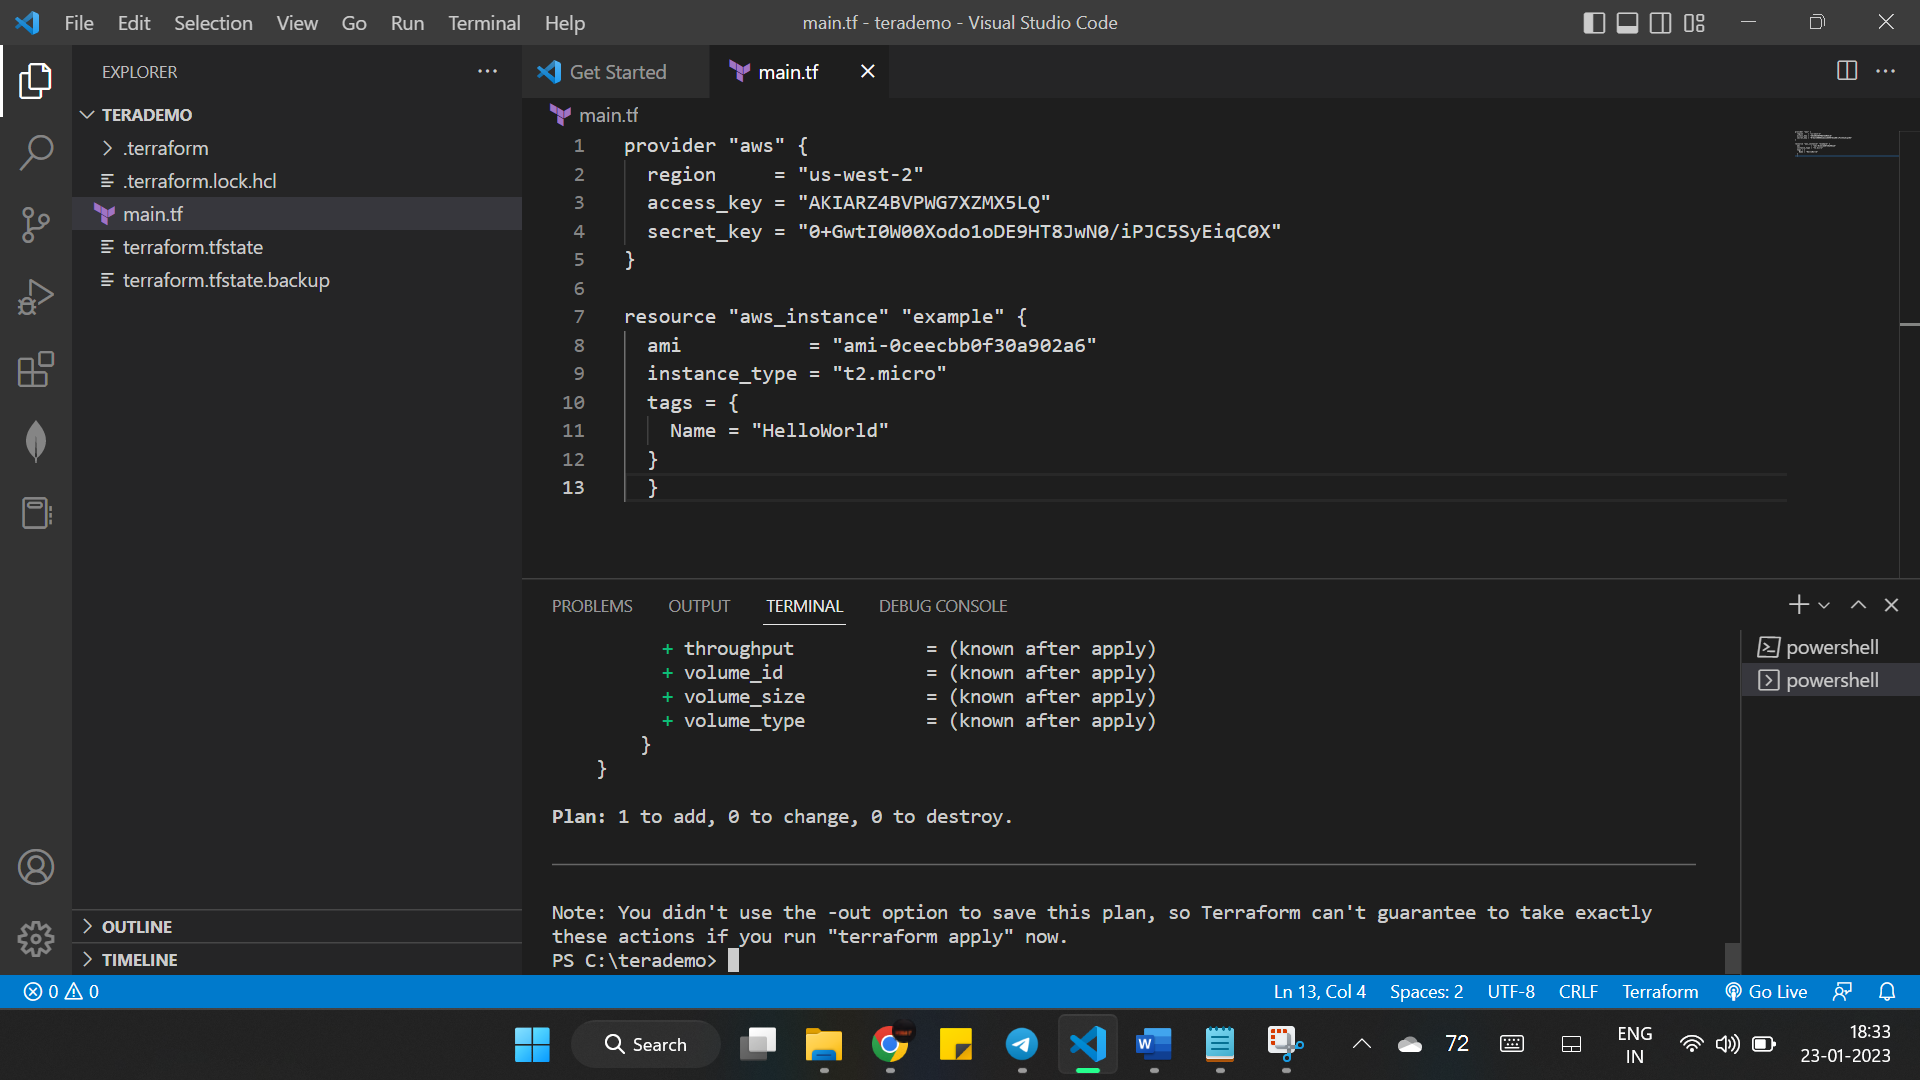 File Edit Selection View Go Run Terminal Help main.tf - terademo - Visual Studio Code
EXPLORER
TERADEMO
.terraform
.terraform.lock.hcl
main.tf
terraform.tfstate
terraform.tfstate.backup
OUTLINE
TIMELINE
Get Started main.tf
main.tf
1 provider "aws" {
2 region = "us-west-2"
3 access_key = "AKIARZ4BVPWG7XZMX5LQ"
4 secret_key = "0+GwtI0W00Xodo1oDE9HT8JwN0/iPJC5SyEiqC0X"
5 }
6
7 resource "aws_instance" "example" {
8 ami = "ami-0ceecbb0f30a902a6"
9 instance_type = "t2.micro"
10 tags = {
11 Name = "HelloWorld"
12 }
13 }
PROBLEMS OUTPUT TERMINAL DEBUG CONSOLE
+ throughput = (known after apply)
+ volume_id = (known after apply)
+ volume_size = (known after apply)
+ volume_type = (known after apply)
}
}
Plan: 1 to add, 0 to change, 0 to destroy.
Note: You didn't use the -out option to save this plan, so Terraform can't guarantee to take exactly
these actions if you run "terraform apply" now.
PS C:\terademo>
powershell
powershell
0 0 Ln 13, Col 4 Spaces: 2 UTF-8 CRLF Terraform Go Live
Search 72 ENG IN 18:33
23-01-2023